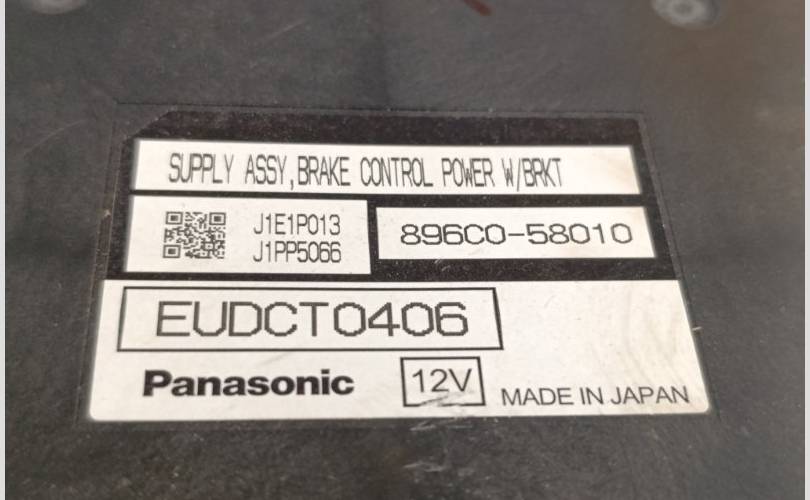 SUPPLY ASSY,BRAKE CONTROL POWER W/BRKT
J1E1P013
J1PP5066
896C0-58010
EUDCT0406
Panasonic
12V
MADE IN JAPAN